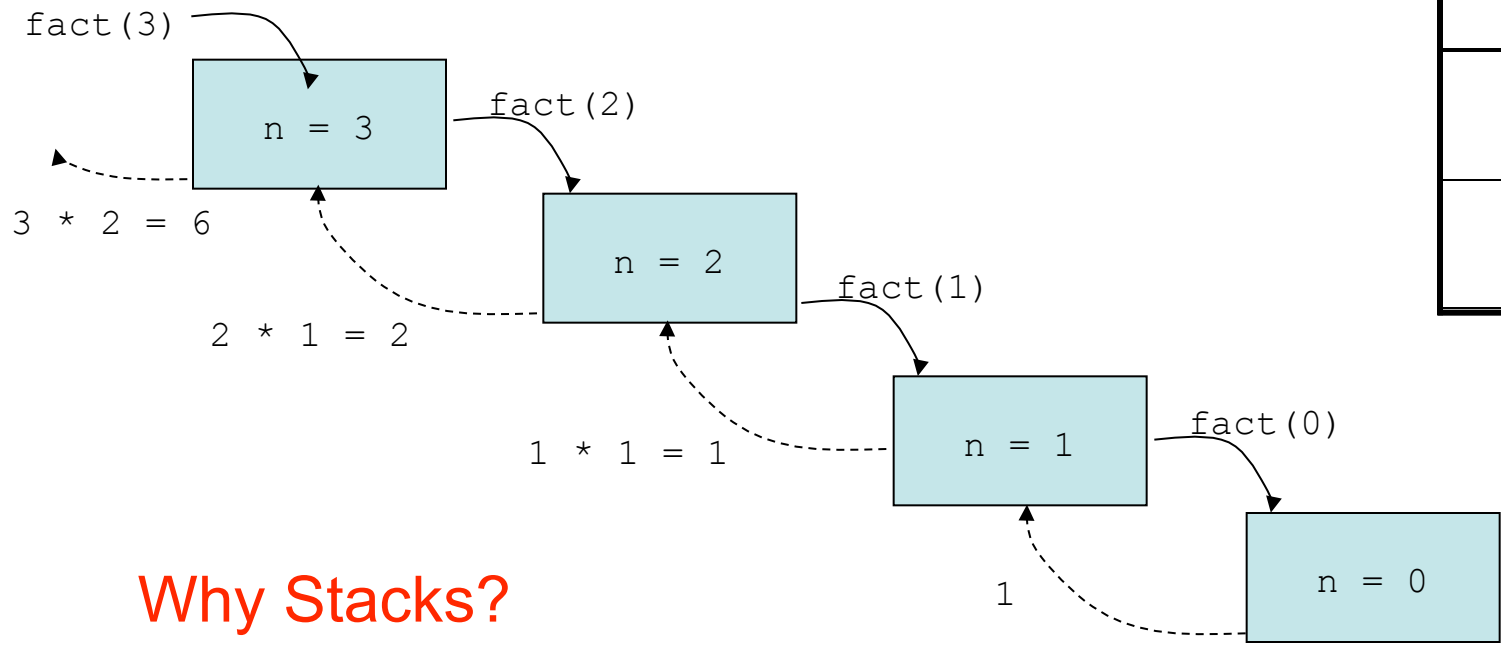 fact(3)
n = 3
fact(2)
3 * 2 = 6
n = 2
fact(1)
2 * 1 = 2
n = 1
fact(0)
1 * 1 = 1
n = 0
1
Why Stacks?